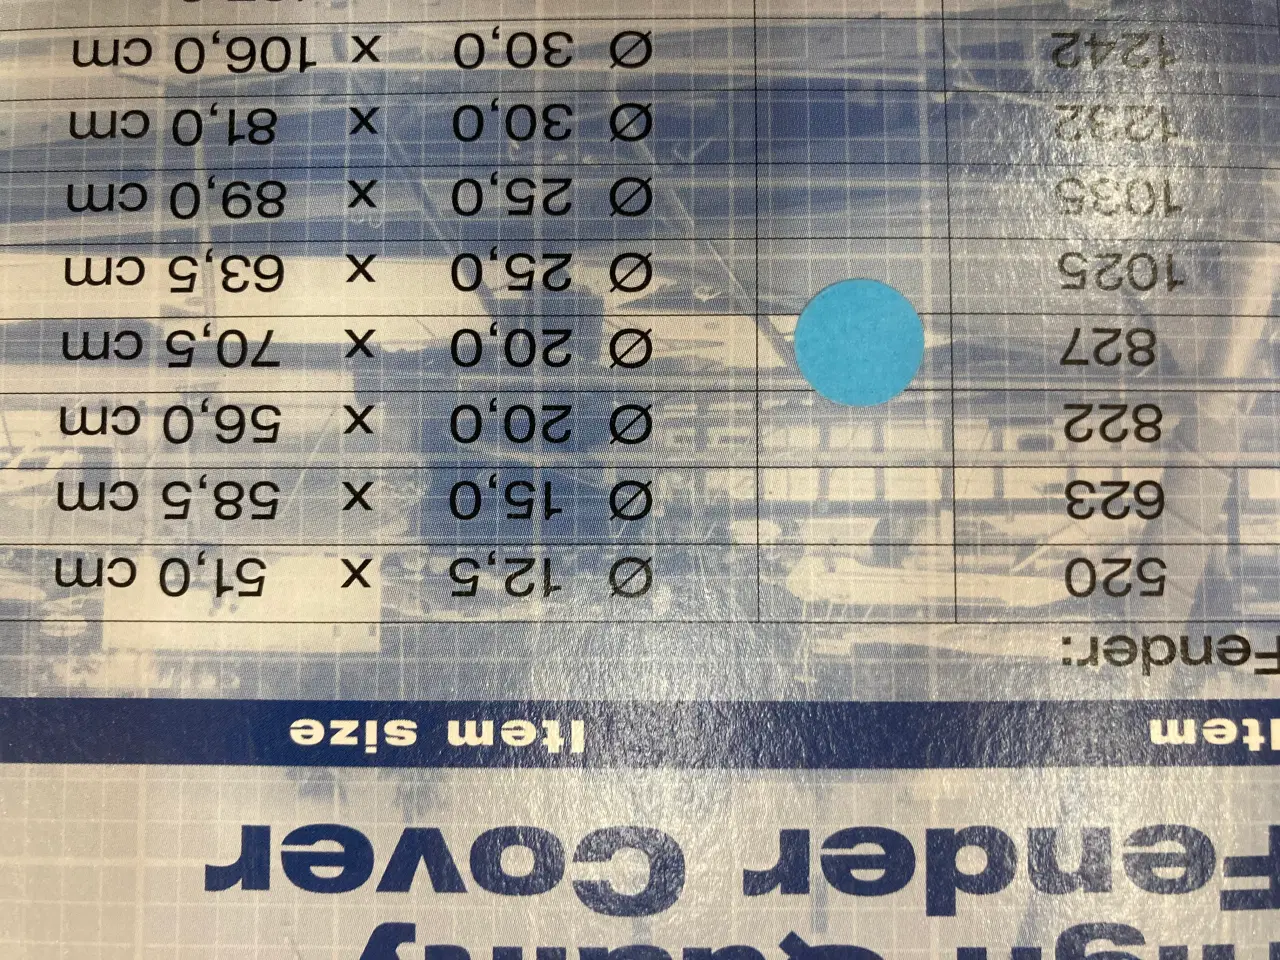 High Quality
Fender Cover
Item Item size
Fender:
520 Ø 12,5 x 51,0 cm
623 Ø 15,0 x 58,5 cm
822 Ø 20,0 x 56,0 cm
827 Ø 20,0 x 70,5 cm
1025 Ø 25,0 x 63,5 cm
1035 Ø 25,0 x 89,0 cm
1232 Ø 30,0 x 81,0 cm
1242 Ø 30,0 x 106,0 cm